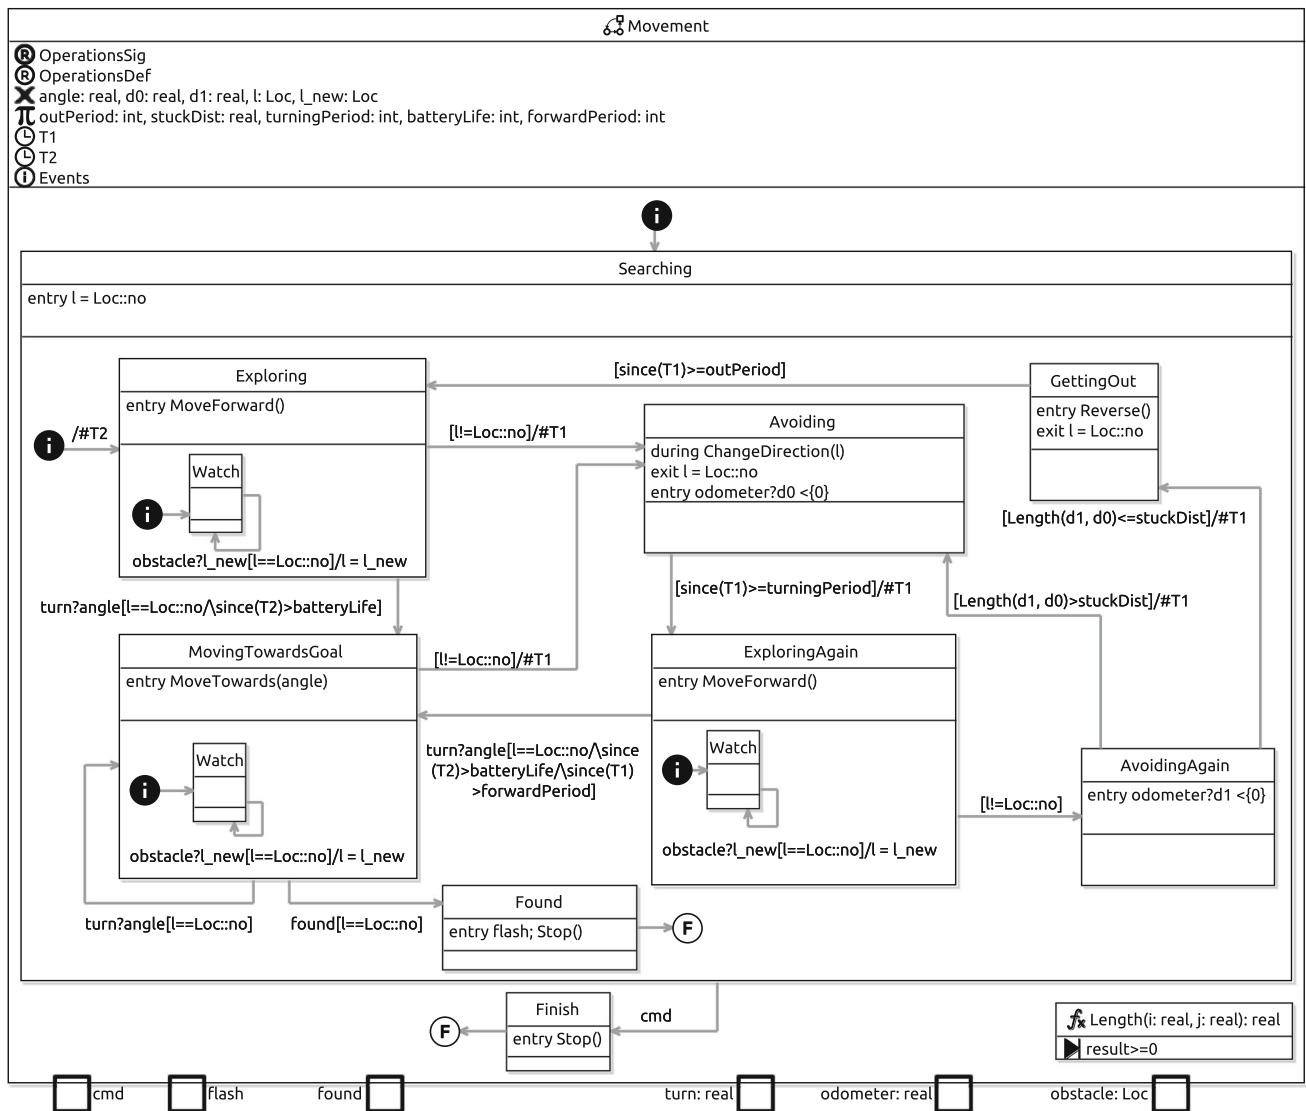 Movement
OperationsSig
OperationsDef
angle: real, d0: real, d1: real, l: Loc, l_new: Loc
outPeriod: int, stuckDist: real, turningPeriod: int, batteryLife: int, forwardPeriod: int
T1
T2
Events
i
Searching
entry l = Loc::no
i
/#T2
Exploring
entry MoveForward()
Watch
i
obstacle?l_new[l==Loc::no]/l = l_new
[since(T1)>=outPeriod]
[l!=Loc::no]/#T1
Avoiding
during ChangeDirection(l)
exit l = Loc::no
entry odometer?d0 <{0}
GettingOut
entry Reverse()
exit l = Loc::no
[Length(d1, d0)<=stuckDist]/#T1
[since(T1)>=turningPeriod]/#T1
[Length(d1, d0)>stuckDist]/#T1
turn?angle[l==Loc::no/\since(T2)>batteryLife]
MovingTowardsGoal
entry MoveTowards(angle)
Watch
i
obstacle?l_new[l==Loc::no]/l = l_new
[l!=Loc::no]/#T1
turn?angle[l==Loc::no/\since
(T2)>batteryLife/\since(T1)
>forwardPeriod]
ExploringAgain
entry MoveForward()
Watch
i
obstacle?l_new[l==Loc::no]/l = l_new
[l!=Loc::no]
AvoidingAgain
entry odometer?d1 <{0}
turn?angle[l==Loc::no]
found[l==Loc::no]
Found
entry flash; Stop()
F
Finish
entry Stop()
F
cmd
Length(i: real, j: real): real
result>=0
cmd
flash
found
turn: real
odometer: real
obstacle: Loc